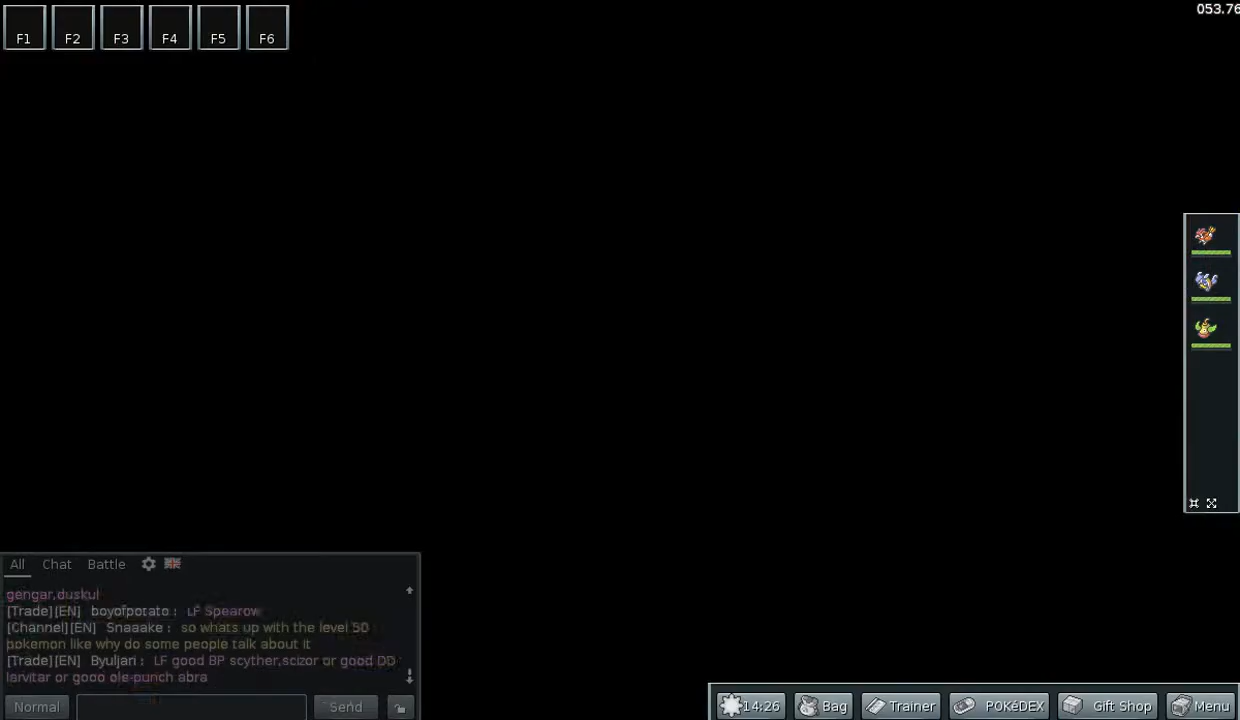 053.76
F1 F2 F3 F4 F5 F6
All Chat Battle
gengar,duskul
[Trade][EN] boyofpotato : LF Spearow
[Channel][EN] Snaaake : so whats up with the level 50
pokemon like why do some people talk about it
[Trade][EN] Byuljari : LF good BP scyther,scizor or good DD
larvitar or gooo ele-punch abra
Normal Send
14:26 Bag Trainer POKéDEX Gift Shop Menu